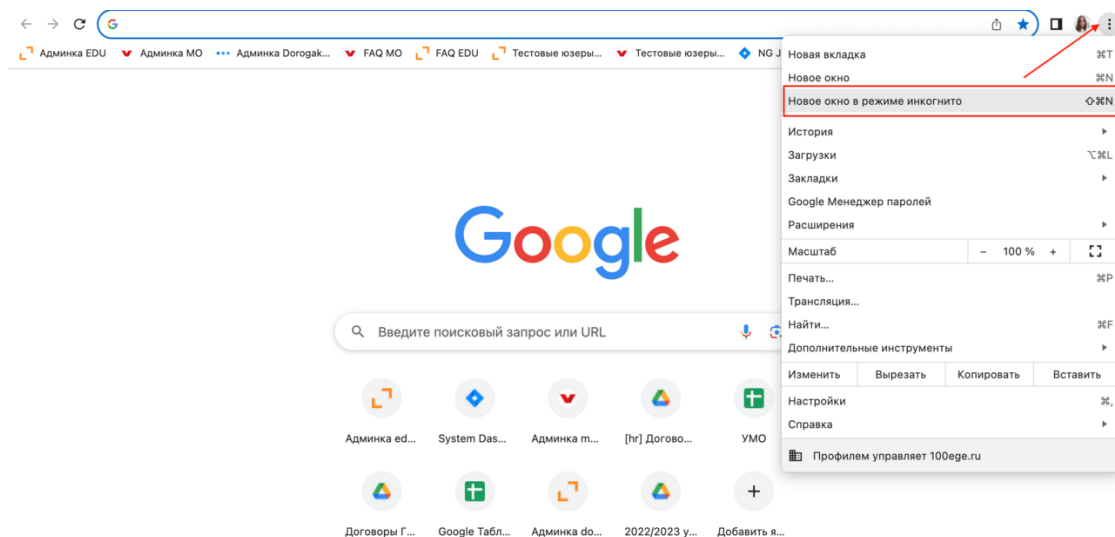 Админка EDU Админка МО Админка Dorogak... FAQ МО FAQ EDU Тестовые юзеры... Тестовые юзеры... NG J
Новая вкладка ⌘T
Новое окно ⌘N
Новое окно в режиме инкогнито ⇧⌘N
История
Загрузки ⌥⌘L
Закладки
Google Менеджер паролей
Расширения
Масштаб − 100 % +
Печать... ⌘P
Трансляция...
Найти... ⌘F
Дополнительные инструменты
Изменить Вырезать Копировать Вставить
Настройки ⌘,
Справка
Профилем управляет 100ege.ru
Google
Введите поисковый запрос или URL
Админка ed... System Das... Админка m... [hr] Догово... УМО
Договоры Г... Google Табл... Админка do... 2022/2023 у... Добавить я...